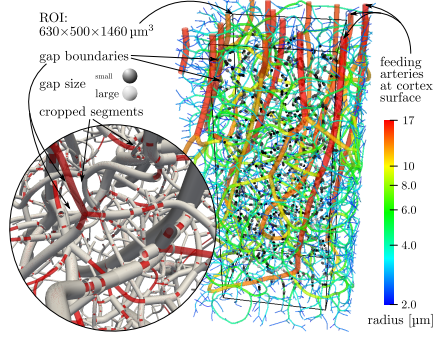 ROI:
630×500×1460 µm³
gap boundaries
gap size
small
large
cropped segments
feeding
arteries
at cortex
surface
17
10.0
8.0
6.0
4.0
2.0
radius [µm]